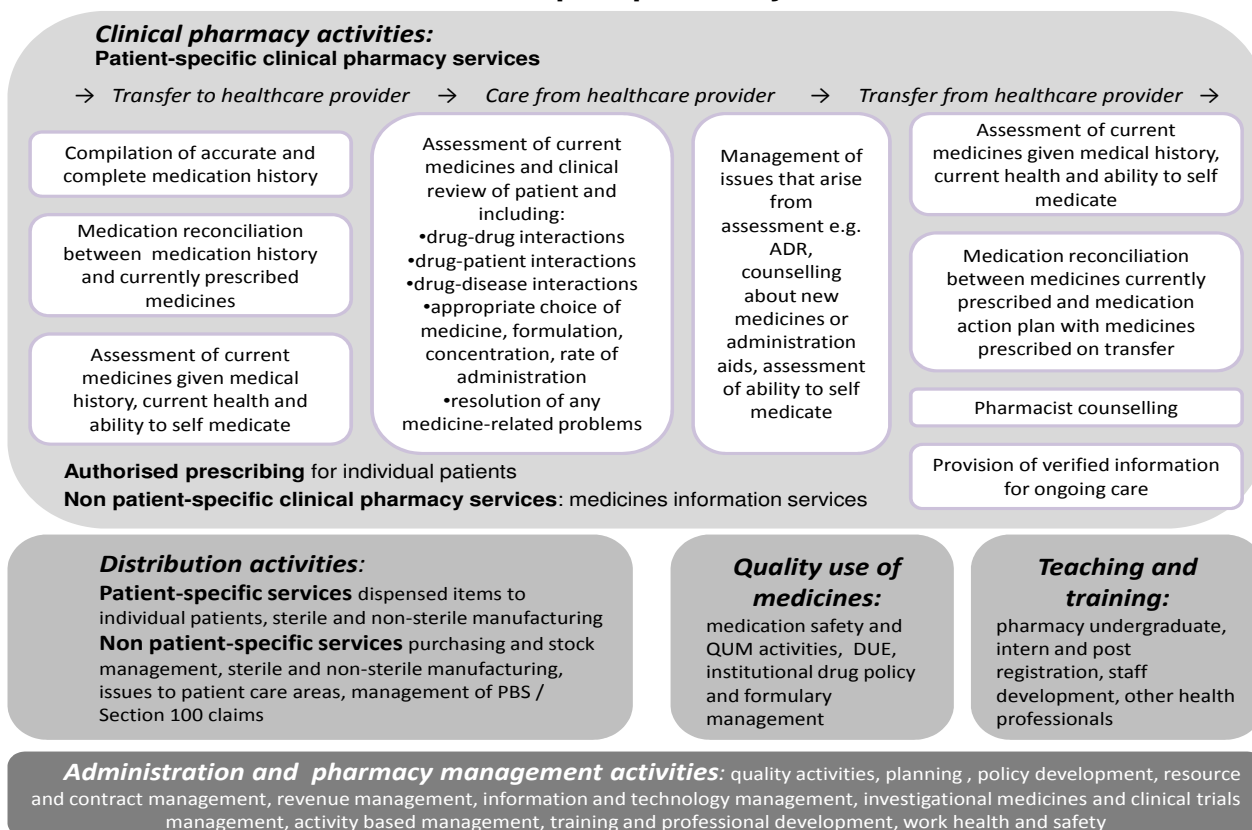 Clinical pharmacy activities:
Patient-specific clinical pharmacy services
→ Transfer to healthcare provider → Care from healthcare provider → Transfer from healthcare provider →
Compilation of accurate and
complete medication history
Medication reconciliation
between medication history
and currently prescribed
medicines
Assessment of current
medicines given medical
history, current health and
ability to self medicate
Assessment of current
medicines and clinical
review of patient and
including:
•drug-drug interactions
•drug-patient interactions
•drug-disease interactions
•appropriate choice of
medicine, formulation,
concentration, rate of
administration
•resolution of any
medicine-related problems
Management of
issues that arise
from
assessment e.g.
ADR,
counselling
about new
medicines or
administration
aids, assessment
of ability to self
medicate
Assessment of current
medicines given medical history,
current health and ability to self
medicate
Medication reconciliation
between medicines currently
prescribed and medication
action plan with medicines
prescribed on transfer
Pharmacist counselling
Provision of verified information
for ongoing care
Authorised prescribing for individual patients
Non patient-specific clinical pharmacy services: medicines information services
Distribution activities:
Patient-specific services dispensed items to
individual patients, sterile and non-sterile manufacturing
Non patient-specific services purchasing and stock
management, sterile and non-sterile manufacturing,
issues to patient care areas, management of PBS /
Section 100 claims
Quality use of
medicines:
medication safety and
QUM activities, DUE,
institutional drug policy
and formulary
management
Teaching and
training:
pharmacy undergraduate,
intern and post
registration, staff
development, other health
professionals
Administration and pharmacy management activities: quality activities, planning , policy development, resource
and contract management, revenue management, information and technology management, investigational medicines and clinical trials
management, activity based management, training and professional development, work health and safety